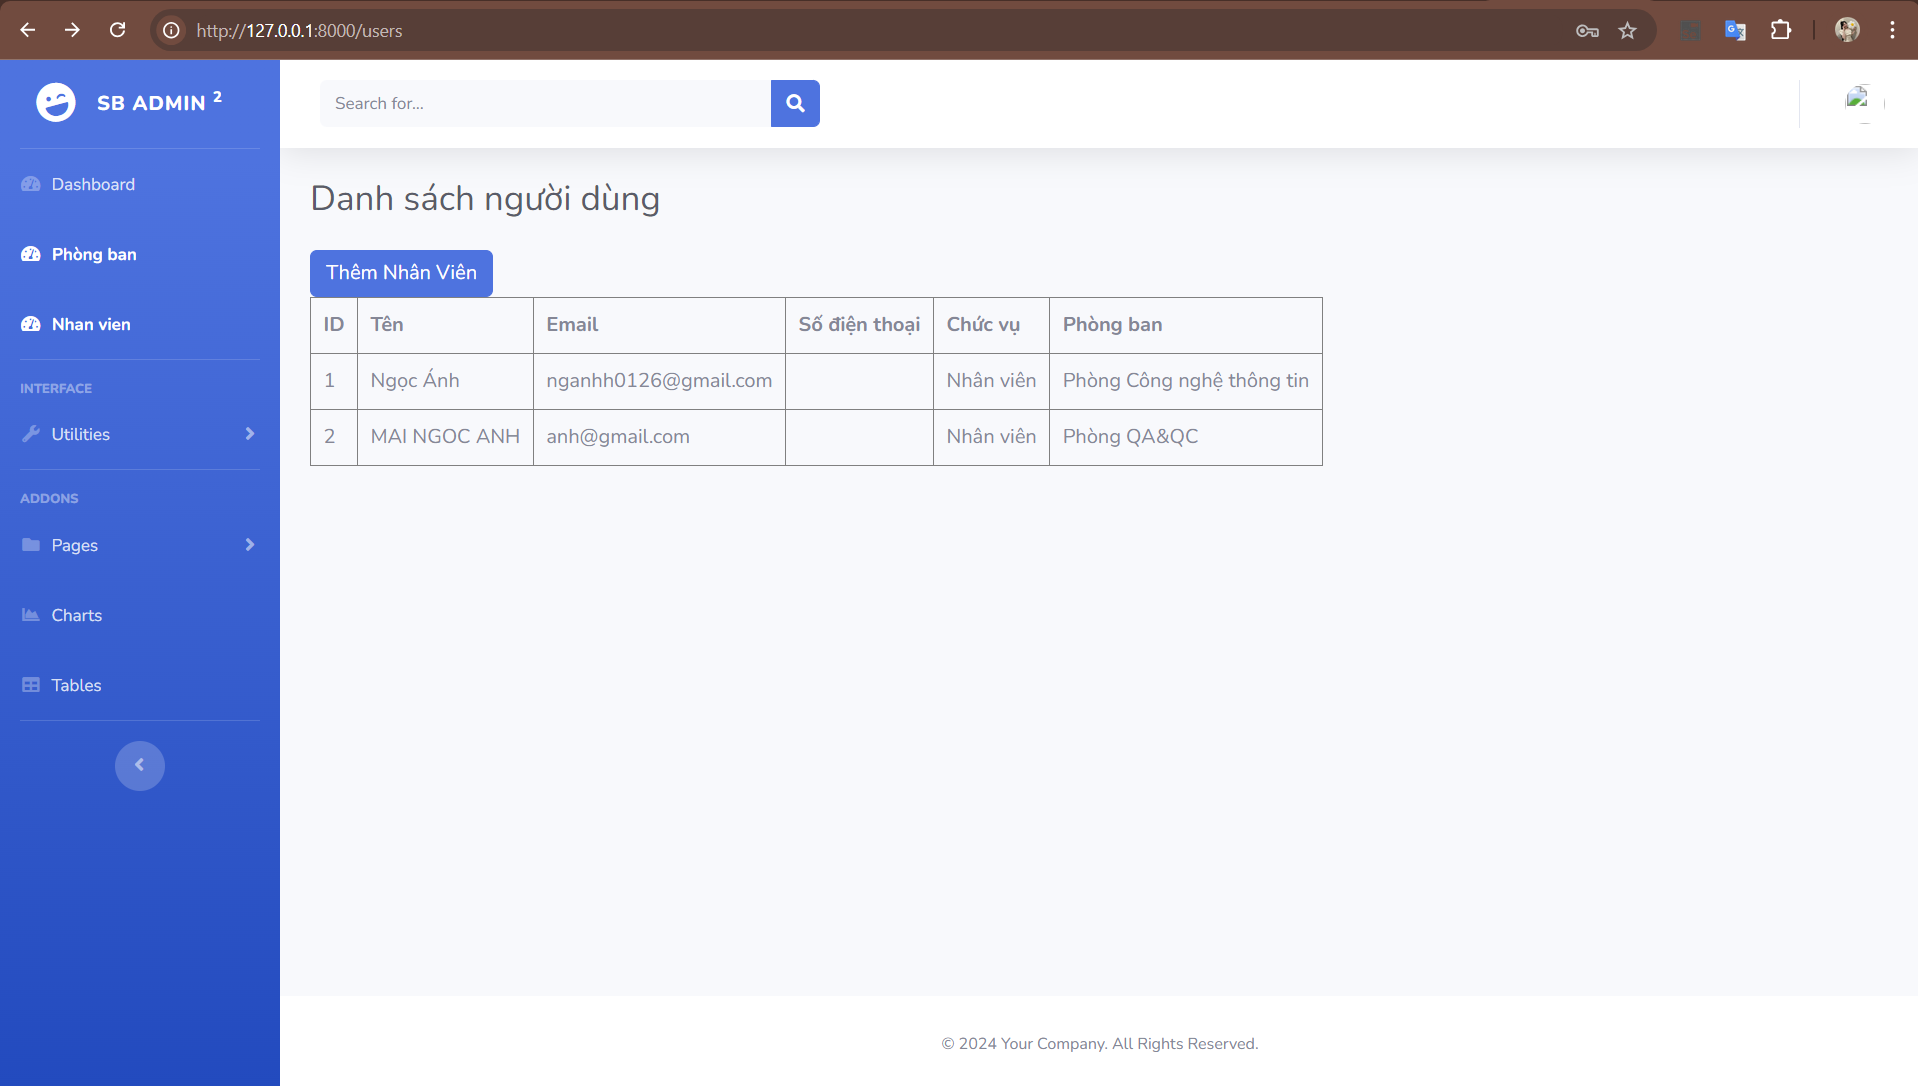 http://127.0.0.1:8000/users
SB ADMIN 2
Search for...
Dashboard
Phòng ban
Nhan vien
INTERFACE
Utilities
ADDONS
Pages
Charts
Tables
Danh sách người dùng
Thêm Nhân Viên
ID Tên Email Số điện thoại Chức vụ Phòng ban
1 Ngọc Ánh nganhh0126@gmail.com Nhân viên Phòng Công nghệ thông tin
2 MAI NGOC ANH anh@gmail.com Nhân viên Phòng QA&QC
© 2024 Your Company. All Rights Reserved.